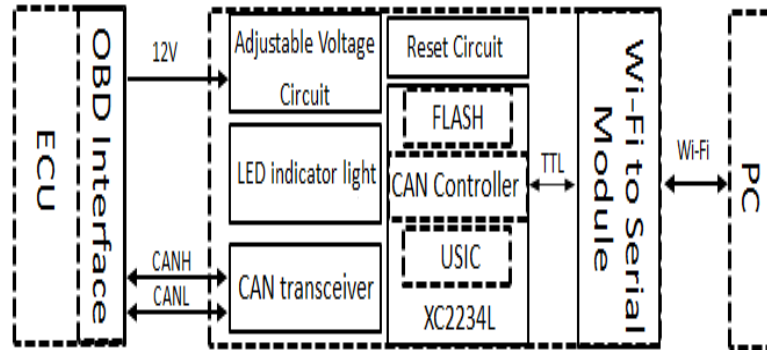 ECU
OBD Interface
12V
CANH
CANL
Adjustable Voltage
Circuit
LED indicator light
CAN transceiver
Reset Circuit
FLASH
CAN Controller
USIC
XC2234L
TTL
Wi-Fi to Serial
Module
Wi-Fi
PC